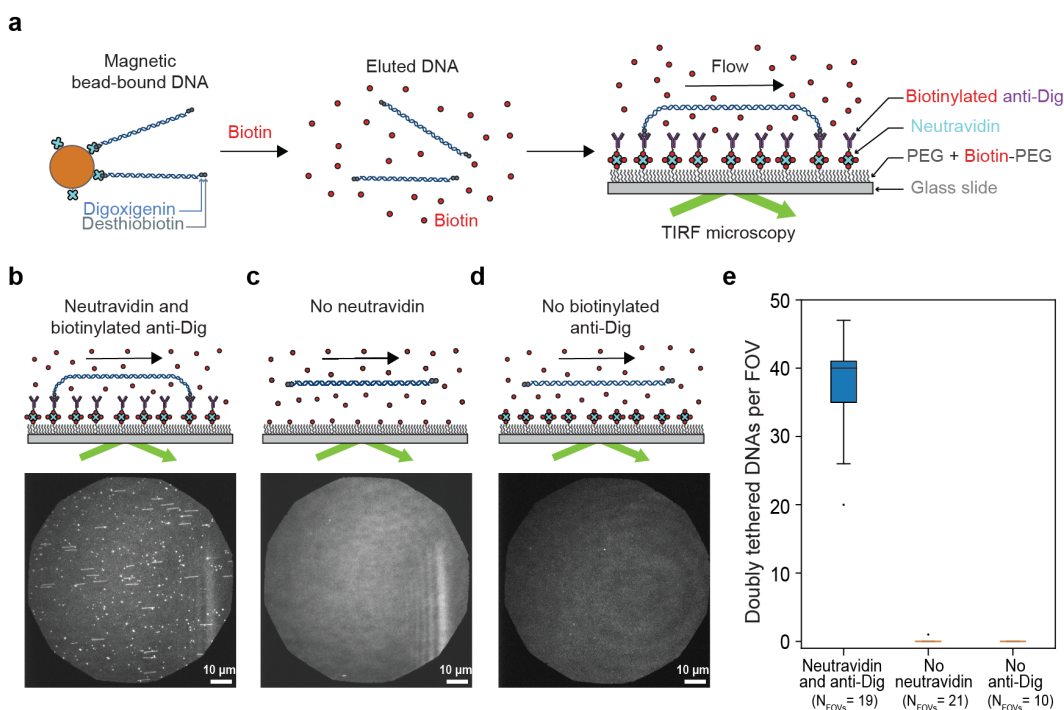 a
Magnetic
bead-bound DNA
Digoxigenin
Desthiobiotin
Biotin
Eluted DNA
Biotin
Flow
TIRF microscopy
Biotinylated anti-Dig
Neutravidin
PEG + Biotin-PEG
Glass slide
b
Neutravidin and
biotinylated anti-Dig
10 µm
c
No neutravidin
10 µm
d
No biotinylated
anti-Dig
10 µm
e
Doubly tethered DNAs per FOV
50
40
30
20
10
0
Neutravidin
and anti-Dig
(N_FOVs = 19)
No
neutravidin
(N_FOVs = 21)
No
anti-Dig
(N_FOVs = 10)